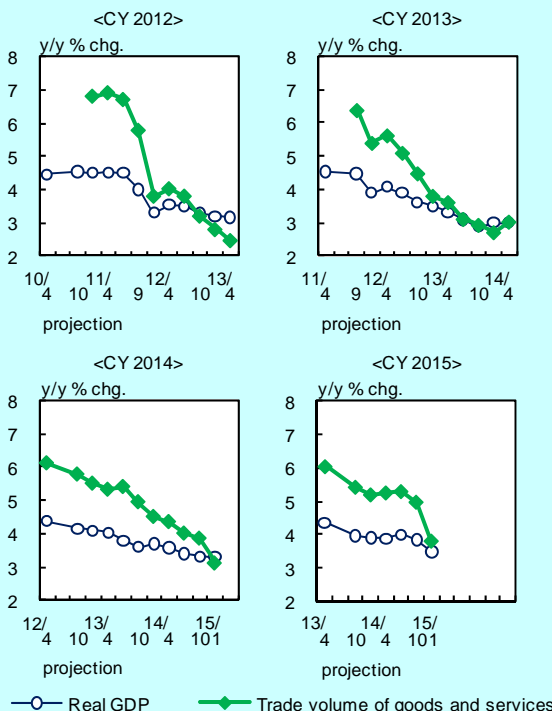 <CY 2012>
y/y % chg.
8
7
6
5
4
3
2
10/ 11/ 12/ 13/
4 10 4 9 4 10 4
projection
<CY 2013>
y/y % chg.
8
7
6
5
4
3
2
11/ 12/ 13/ 14/
4 9 4 10 4 10 4
projection
<CY 2014>
y/y % chg.
8
7
6
5
4
3
2
12/ 13/ 14/ 15/
4 10 4 10 4 101
projection
<CY 2015>
y/y % chg.
8
7
6
5
4
3
2
13/ 14/ 15/
4 10 4 101
projection
Real GDP Trade volume of goods and services